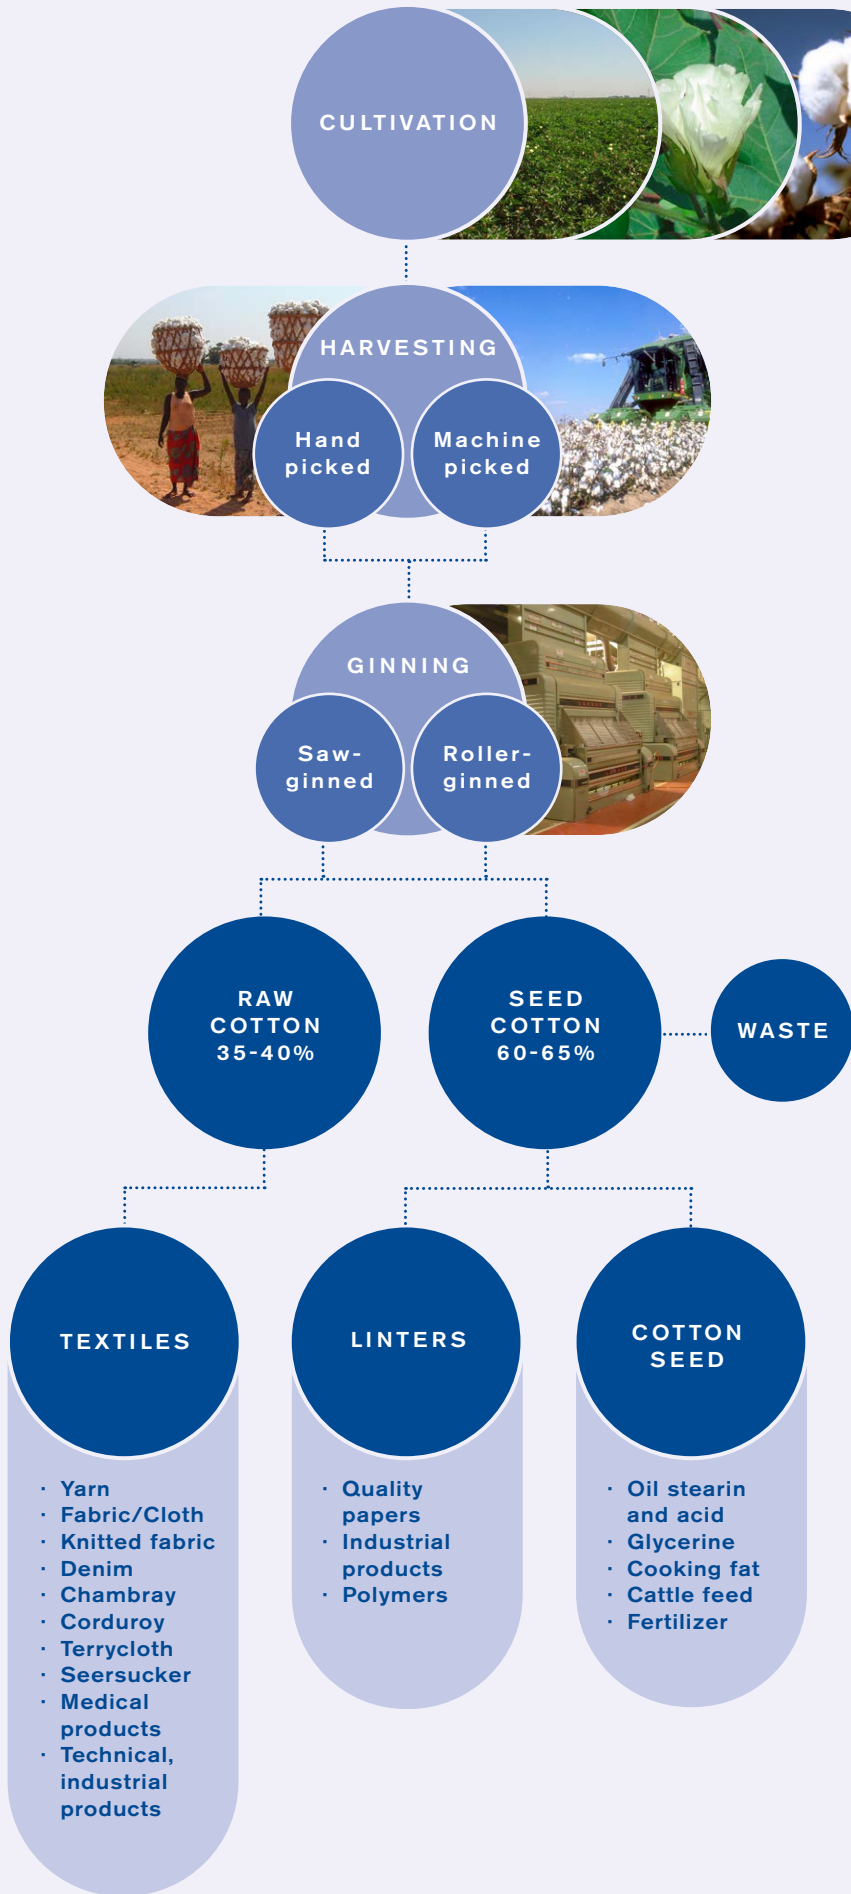 CULTIVATION
HARVESTING
Hand
picked
Machine
picked
GINNING
Saw-
ginned
Roller-
ginned
RAW
COTTON
35-40%
SEED
COTTON
60-65%
WASTE
TEXTILES
LINTERS
COTTON
SEED
· Yarn
· Fabric/Cloth
· Knitted fabric
· Denim
· Chambray
· Corduroy
· Terrycloth
· Seersucker
· Medical
products
· Technical,
industrial
products
· Quality
papers
· Industrial
products
· Polymers
· Oil stearin
and acid
· Glycerine
· Cooking fat
· Cattle feed
· Fertilizer